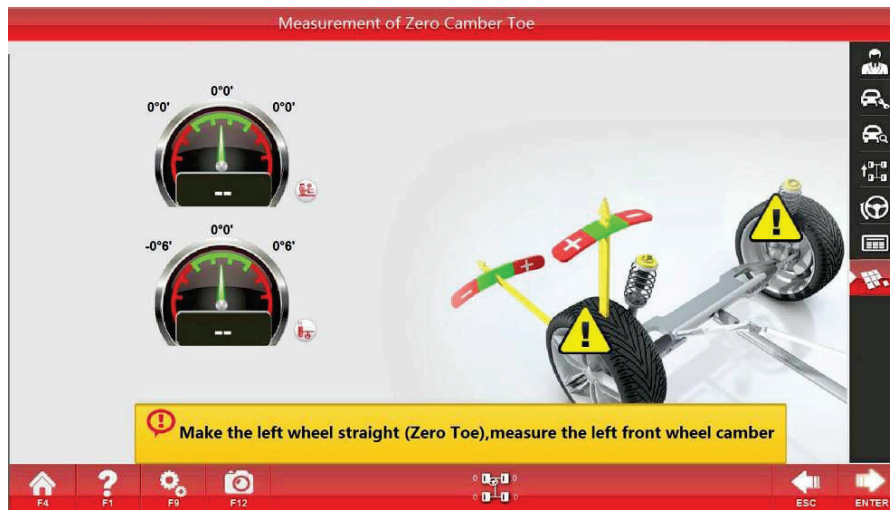 Measurement of Zero Camber Toe
0°0'
0°0'
0°0'
--
0°0'
-0°6'
0°6'
--
Make the left wheel straight (Zero Toe),measure the left front wheel camber
F4
F1
F9
F12
ESC
ENTER